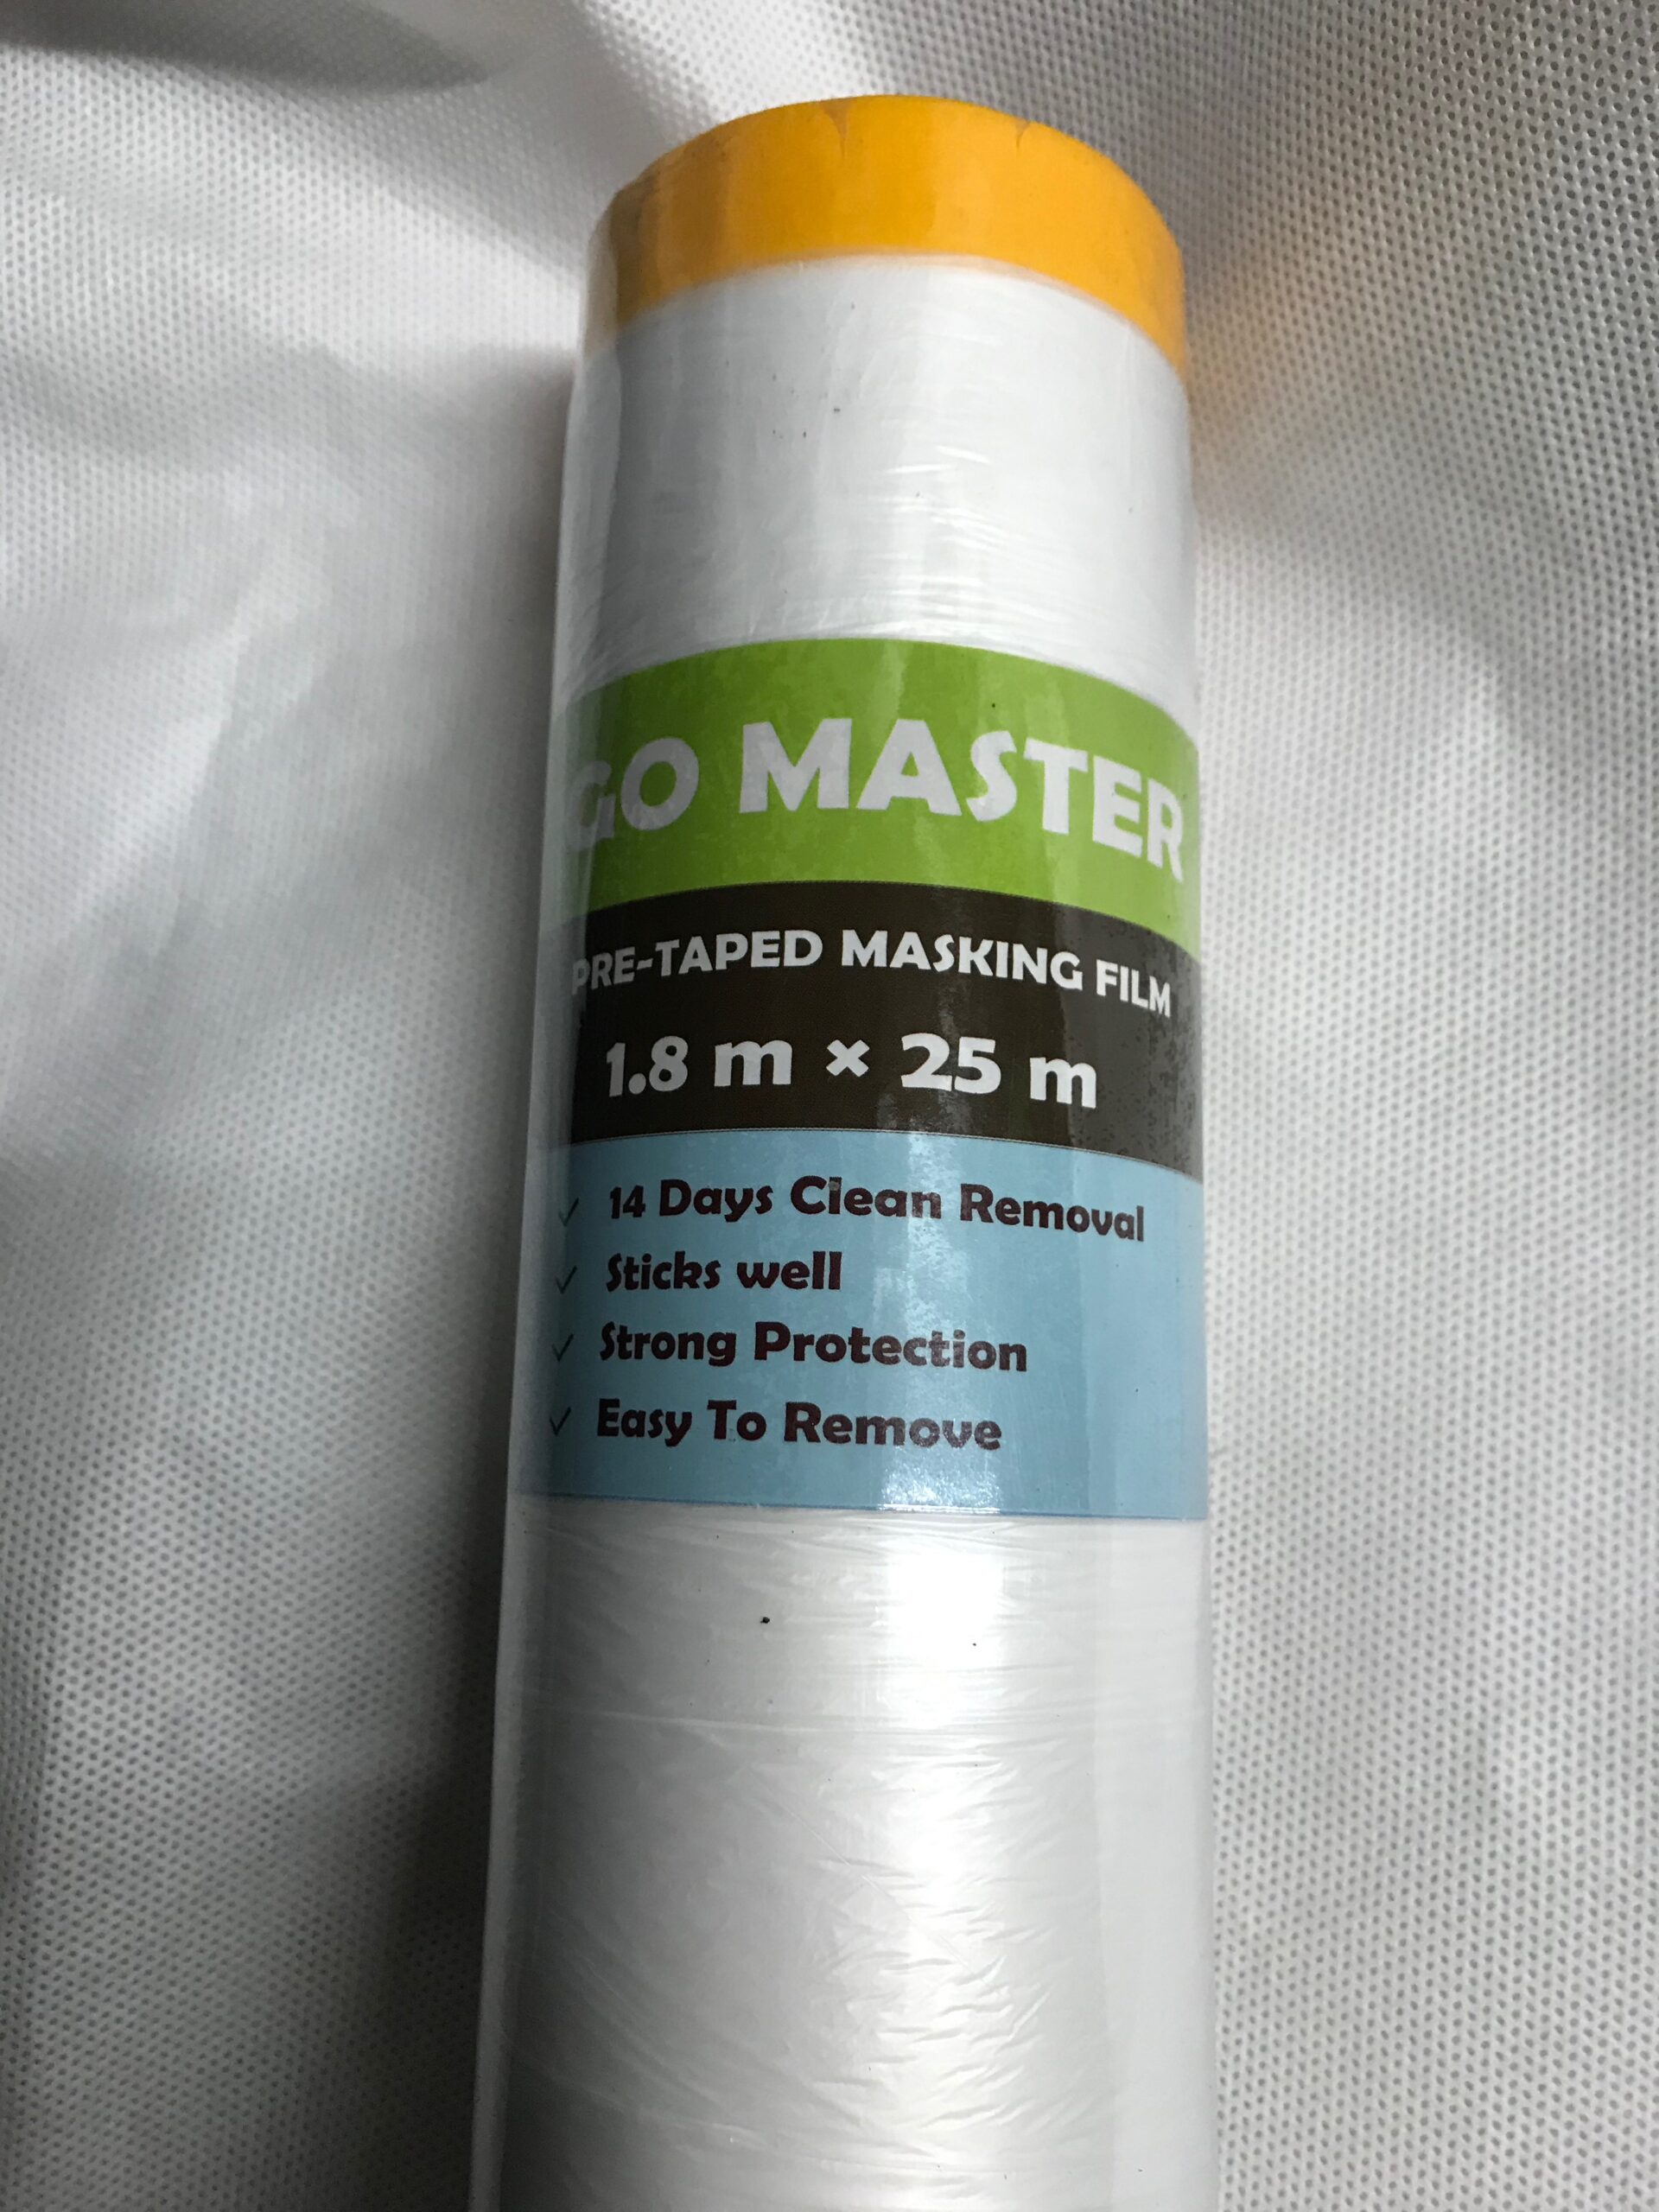 GO MASTER
PRE-TAPED MASKING FILM
1.8 m × 25 m
✓ 14 Days Clean Removal
✓ Sticks well
✓ Strong Protection
✓ Easy To Remove